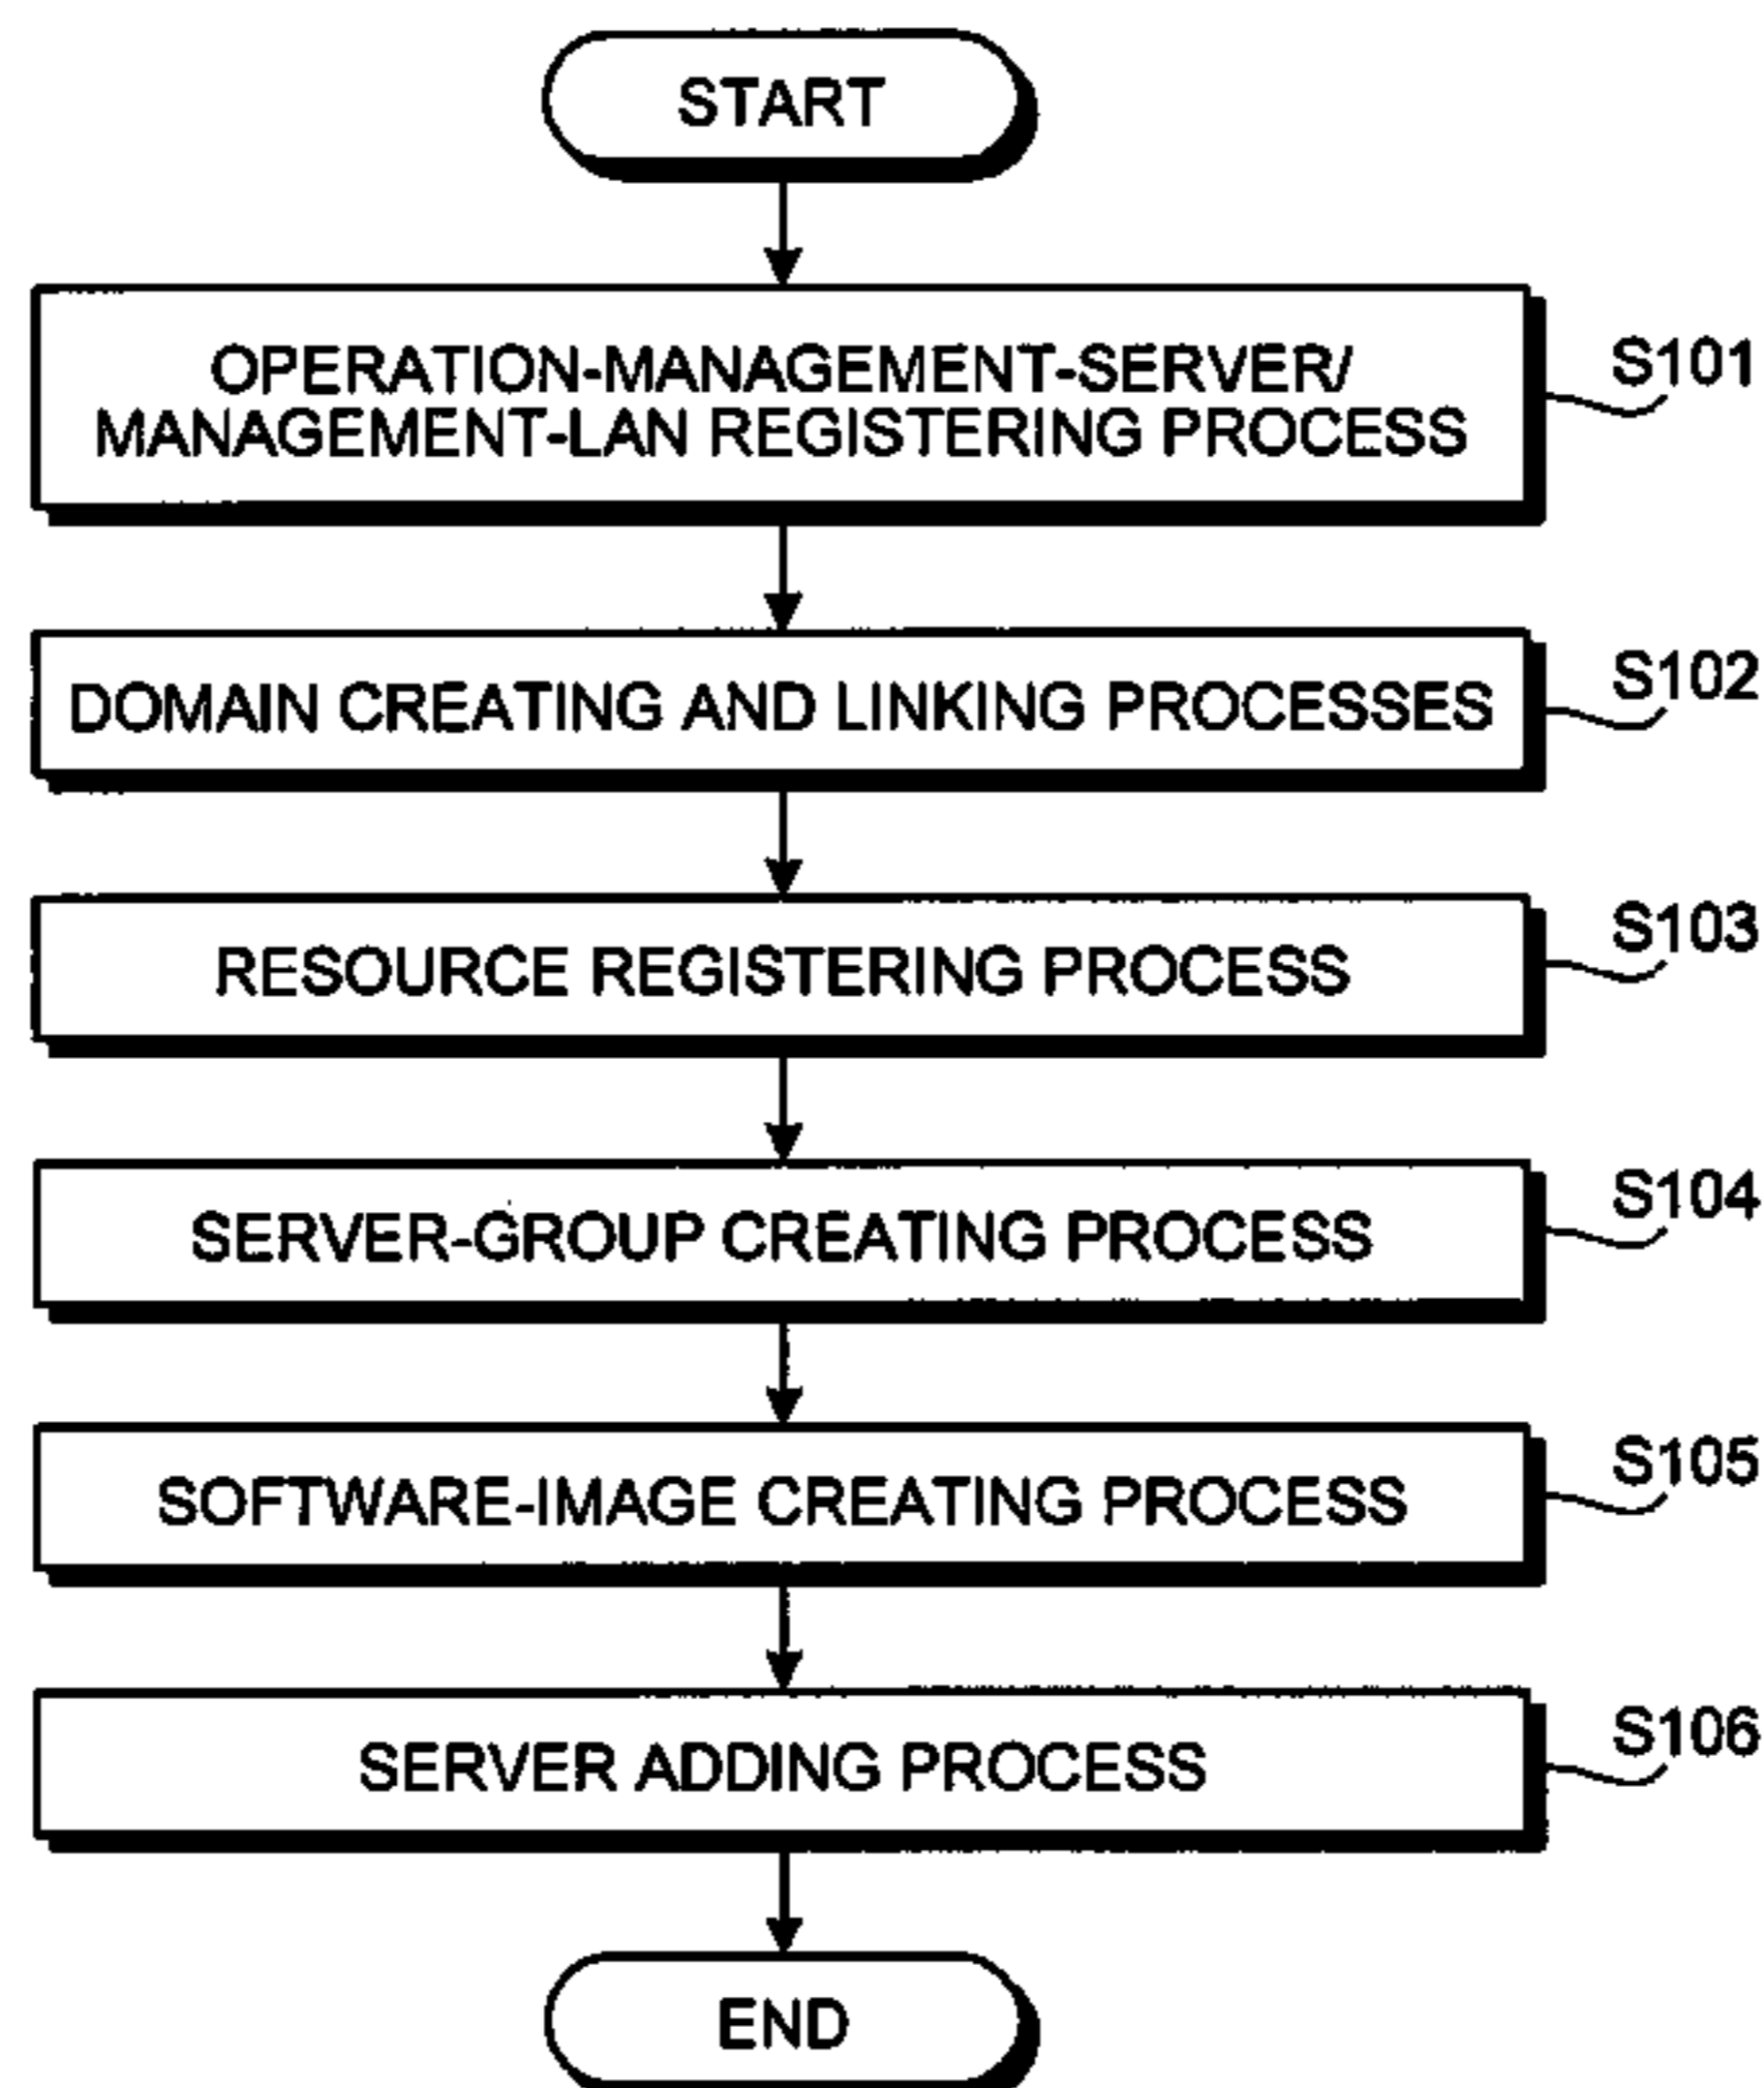 START
OPERATION-MANAGEMENT-SERVER/
MANAGEMENT-LAN REGISTERING PROCESS
S101
DOMAIN CREATING AND LINKING PROCESSES
S102
RESOURCE REGISTERING PROCESS
S103
SERVER-GROUP CREATING PROCESS
S104
SOFTWARE-IMAGE CREATING PROCESS
S105
SERVER ADDING PROCESS
S106
END